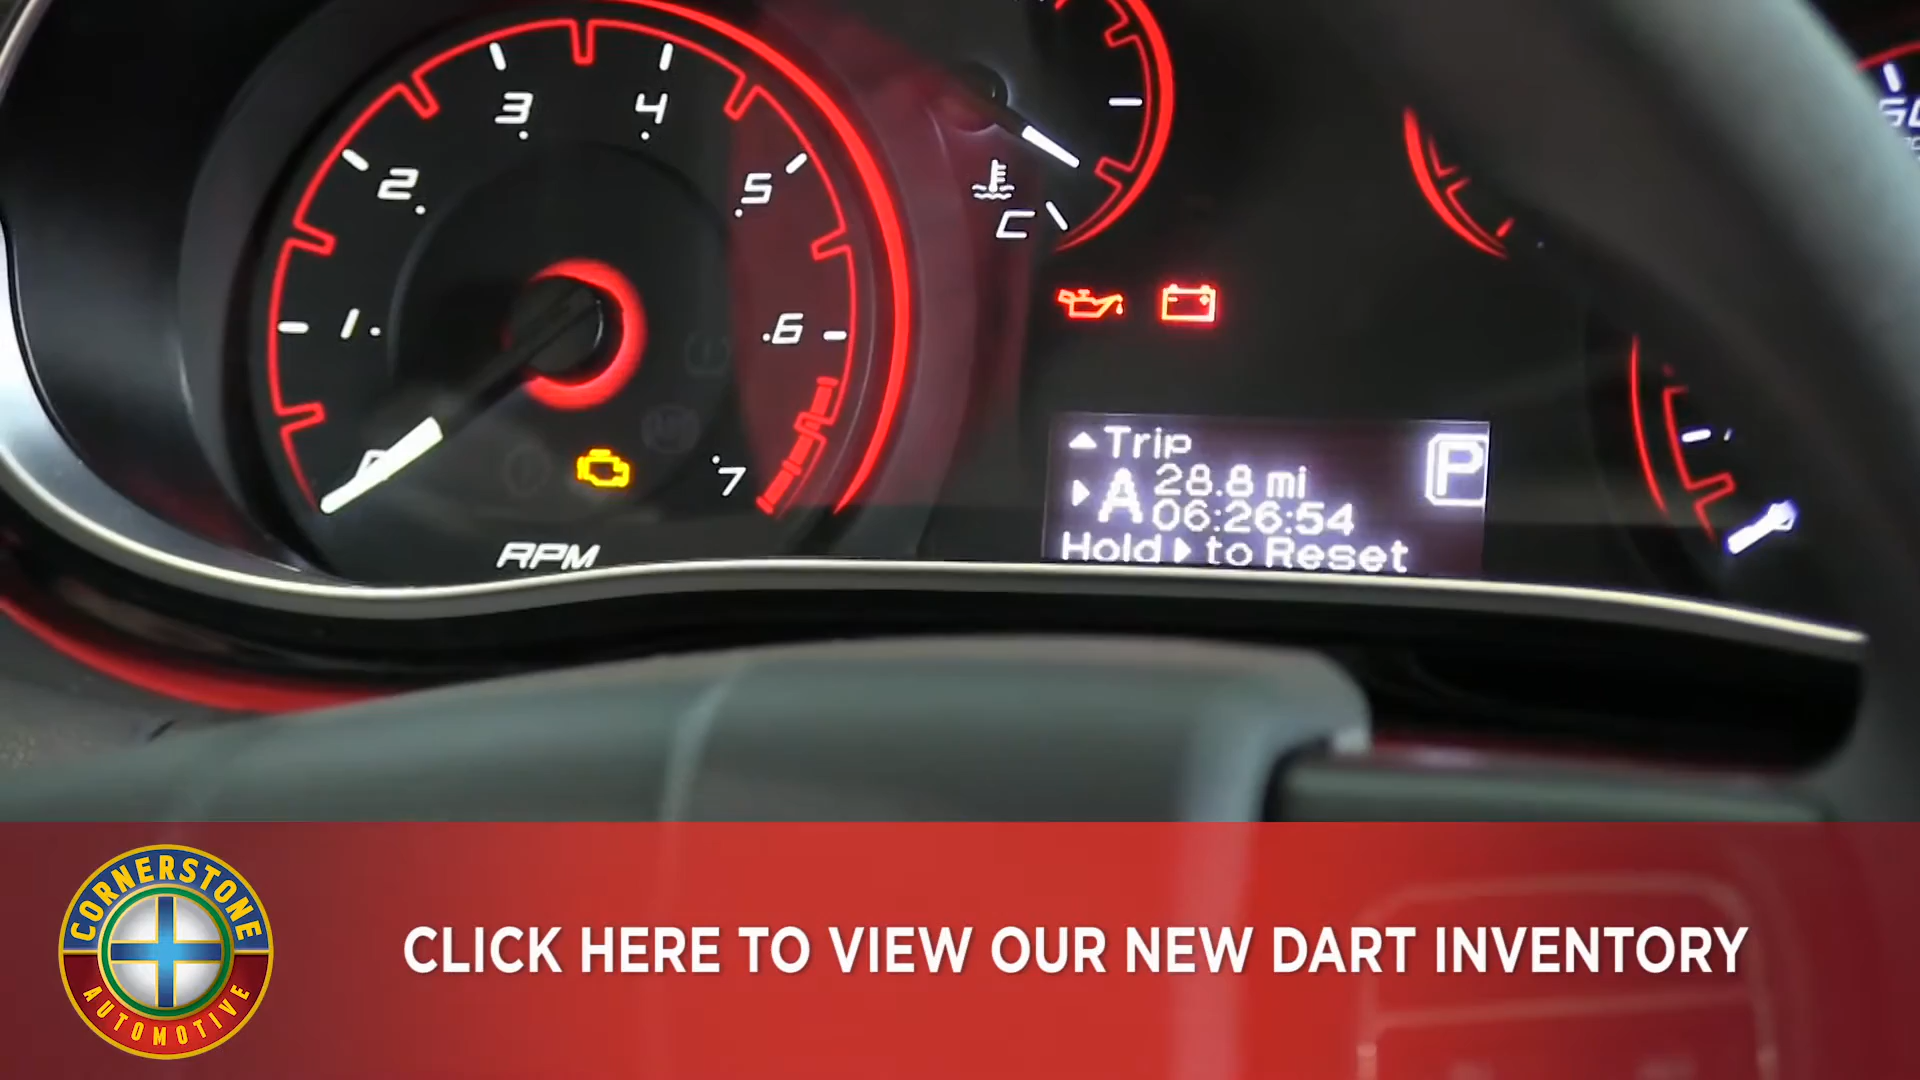 3
4
2
5
1
6
7
RPM
C
Trip
A 28.8 mi
06:26:54
Hold to Reset
P
CORNERSTONE
AUTOMOTIVE
CLICK HERE TO VIEW OUR NEW DART INVENTORY